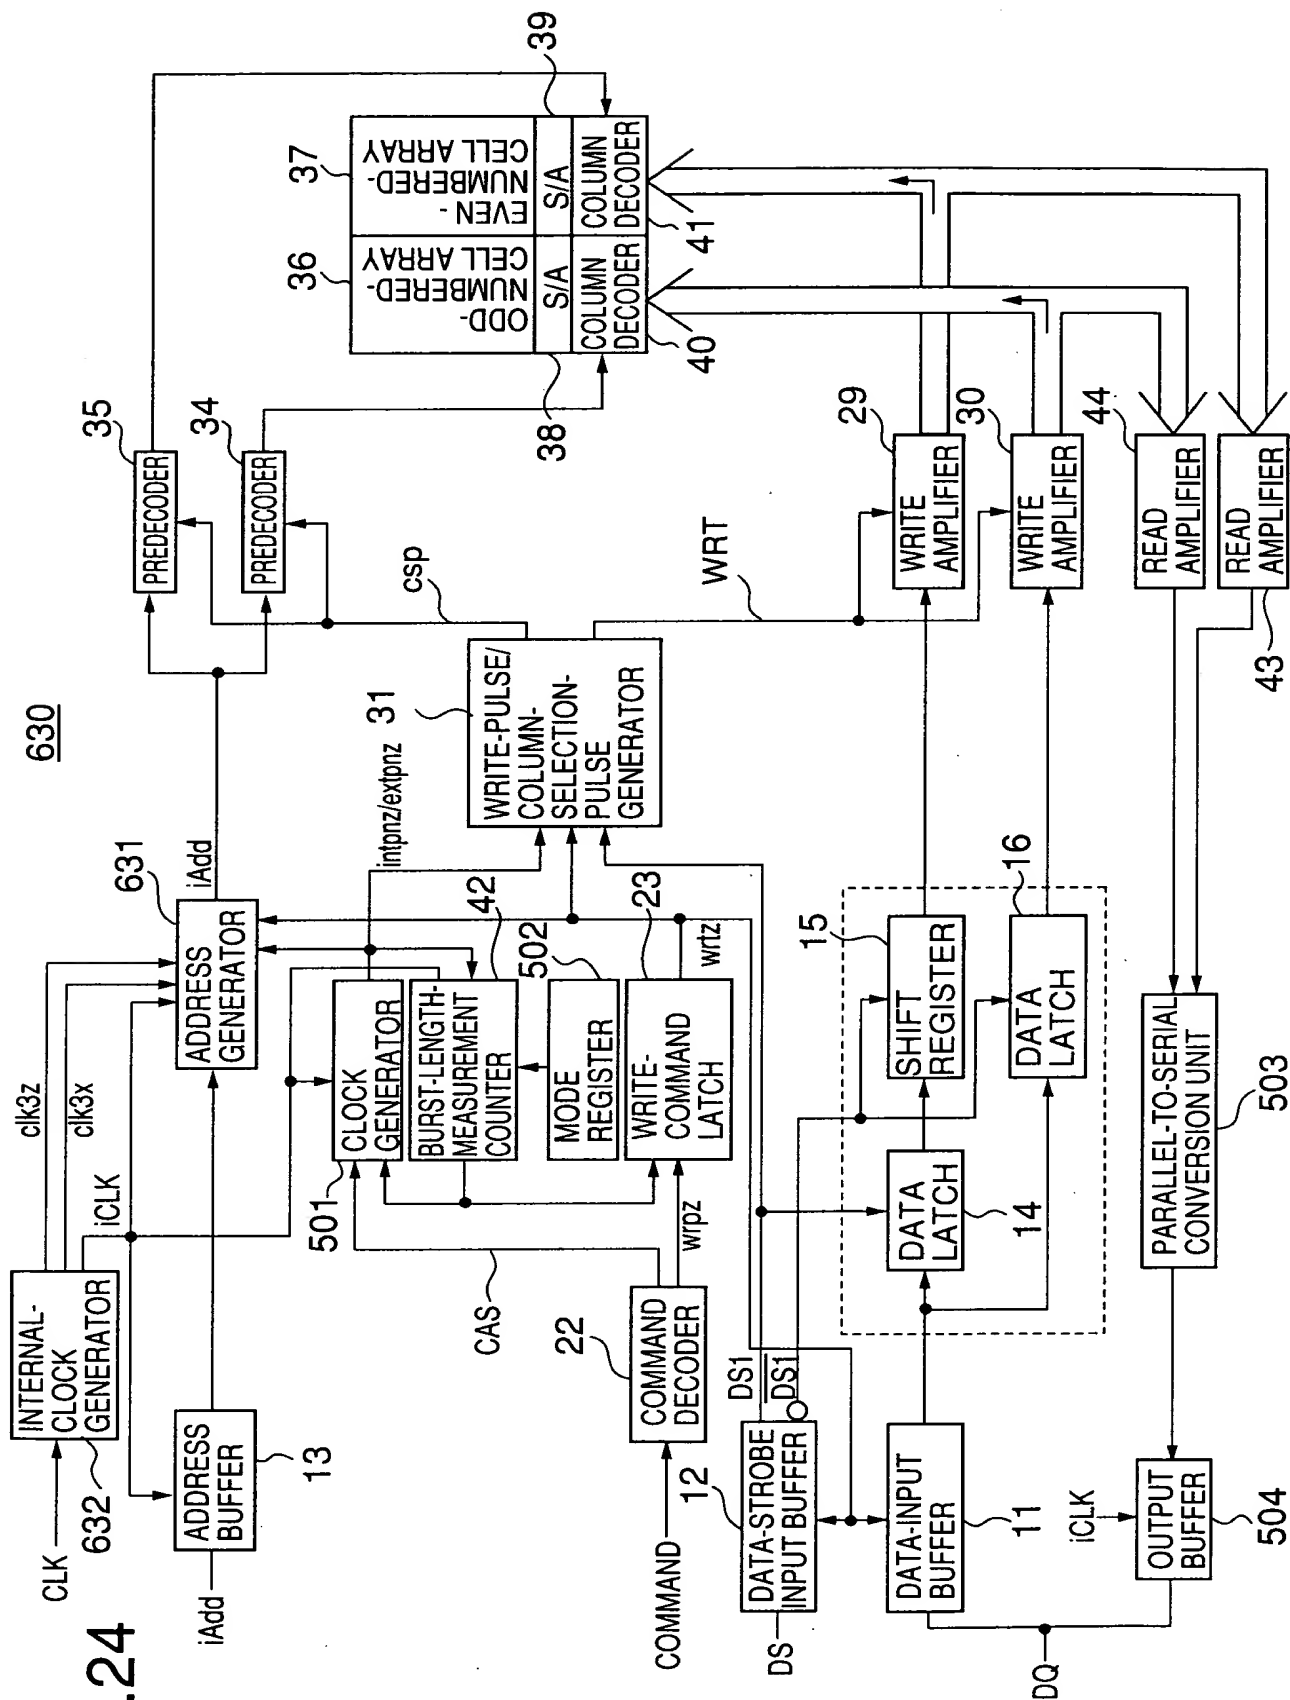 .24
630
CLK
INTERNAL-
CLOCK
GENERATOR
632
clk3z
clk3x
iCLK
iAdd
ADDRESS
BUFFER
13
ADDRESS
GENERATOR
631
iAdd
PREDECODER
35
PREDECODER
34
ODD-
NUMBERED-
CELL ARRAY
36
EVEN-
NUMBERED-
CELL ARRAY
37
S/A
38
S/A
39
COLUMN
DECODER
40
COLUMN
DECODER
41
CLOCK
GENERATOR
501
intpnz/extpnz
BURST-LENGTH-
MEASUREMENT
COUNTER
42
MODE
REGISTER
502
WRITE-
COMMAND
LATCH
23
wrtz
WRITE-PULSE/
COLUMN-
SELECTION-
PULSE
GENERATOR
31
csp
WRT
COMMAND
COMMAND
DECODER
22
CAS
wrpz
DS
DATA-STROBE
INPUT BUFFER
12
DS1
DS1
DATA-INPUT
BUFFER
11
DATA
LATCH
14
SHIFT
REGISTER
15
DATA
LATCH
16
WRITE
AMPLIFIER
29
WRITE
AMPLIFIER
30
READ
AMPLIFIER
44
READ
AMPLIFIER
43
PARALLEL-TO-SERIAL
CONVERSION UNIT
503
iCLK
OUTPUT
BUFFER
504
DQ